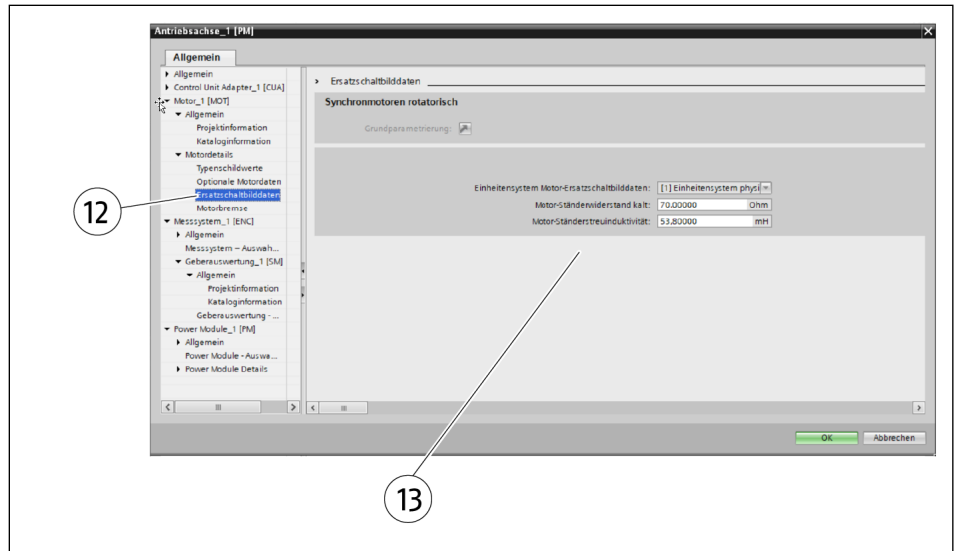 Antriebsachse_1 [PM]
Allgemein
Allgemein
Control Unit Adapter_1 [CUA]
Motor_1 [MOT]
Allgemein
Projektinformation
Kataloginformation
Motordetails
Typenschildwerte
Optionale Motordaten
Ersatzschaltbilddaten
Motorbremse
Messsystem_1 [ENC]
Allgemein
Messsystem – Auswah...
Geberauswertung_1 [SM]
Allgemein
Projektinformation
Kataloginformation
Geberauswertung - ...
Power Module_1 [PM]
Allgemein
Power Module - Auswa...
Power Module Details
Ersatzschaltbilddaten
Synchronmotoren rotatorisch
Grundparametrierung:
Einheitensystem Motor-Ersatzschaltbilddaten: [1] Einheitensystem physi
Motor-Ständerwiderstand kalt: 70.00000 Ohm
Motor-Ständerstreuinduktivität: 53.80000 mH
OK Abbrechen
12
13